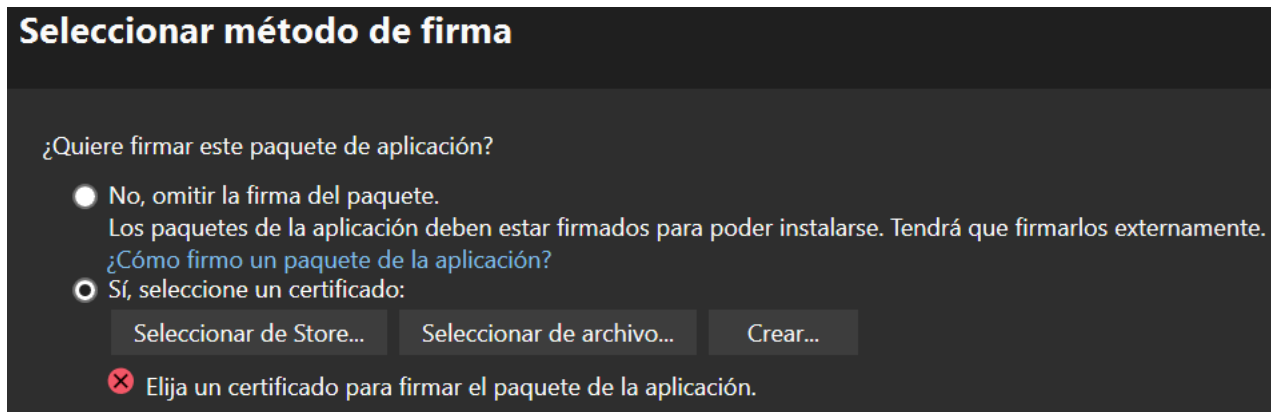 Seleccionar método de firma
¿Quiere firmar este paquete de aplicación?
No, omitir la firma del paquete.
Los paquetes de la aplicación deben estar firmados para poder instalarse. Tendrá que firmarlos externamente.
¿Cómo firmo un paquete de la aplicación?
Sí, seleccione un certificado:
Seleccionar de Store... Seleccionar de archivo... Crear...
Elija un certificado para firmar el paquete de la aplicación.